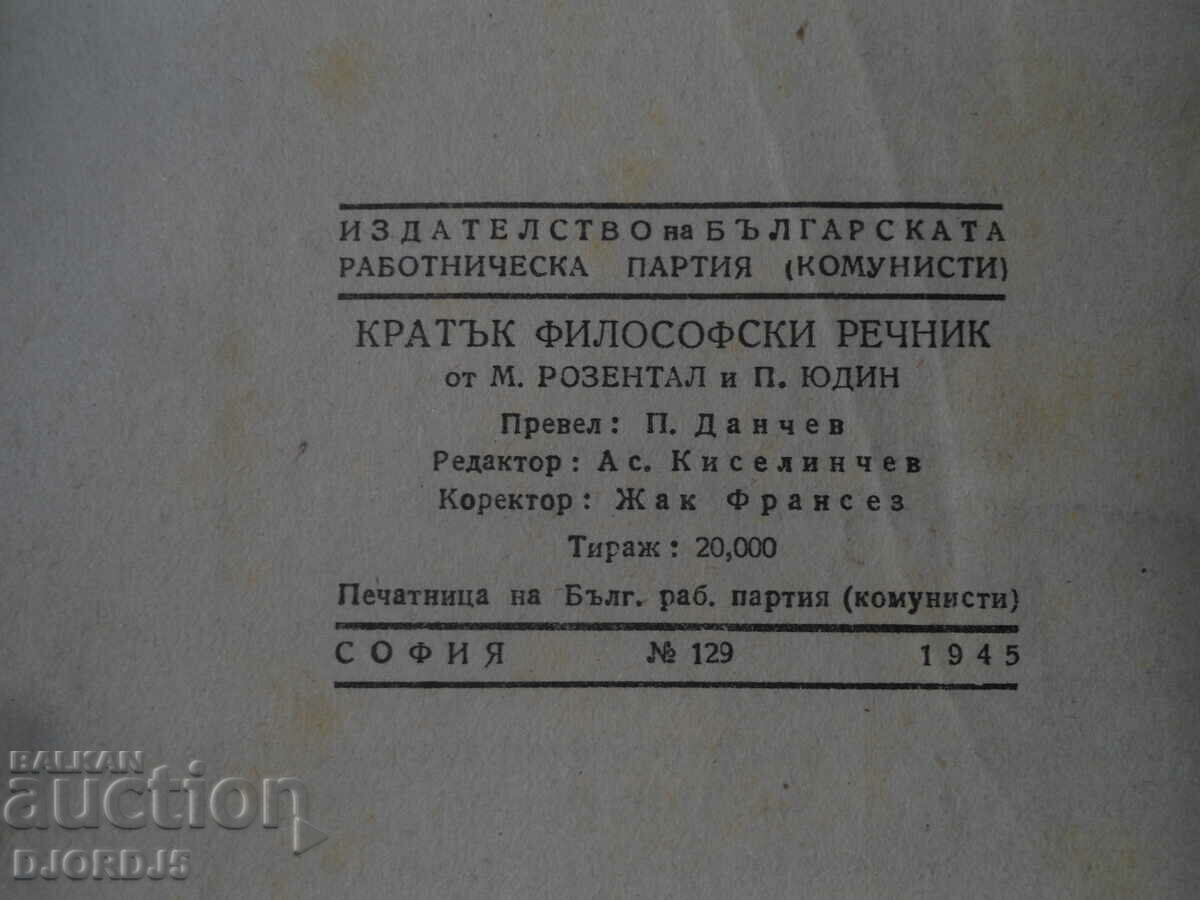 ИЗДАТЕЛСТВО на БЪЛГАРСКАТА
РАБОТНИЧЕСКА ПАРТИЯ (КОМУНИСТИ)
КРАТЪК ФИЛОСОФСКИ РЕЧНИК
от М. РОЗЕНТАЛ и П. ЮДИН
Превел: П. Данчев
Редактор: Ас. Киселинчев
Коректор: Жак Франсез
Тираж: 20,000
Печатница на Бълг. раб. партия (комунисти)
СОФИЯ № 129 1945
BALKAN
auction
DJORDJ5